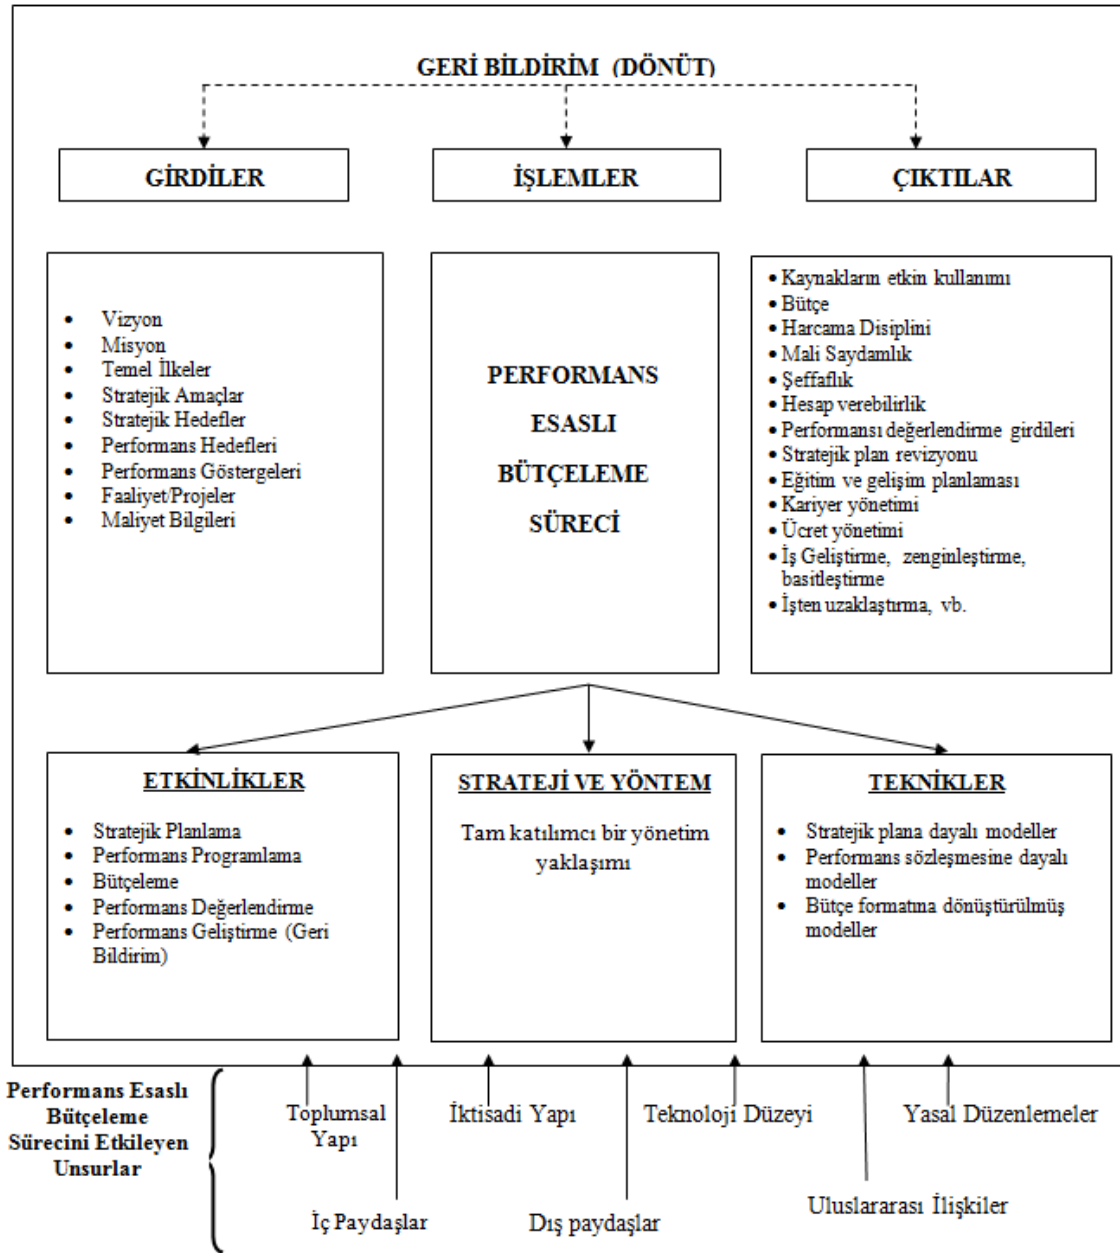 GERİ BİLDİRİM (DÖNÜT)
GİRDİLER
İŞLEMLER
ÇIKTILAR
• Vizyon
• Misyon
• Temel İlkeler
• Stratejik Amaçlar
• Stratejik Hedefler
• Performans Hedefleri
• Performans Göstergeleri
• Faaliyet/Projeler
• Maliyet Bilgileri
PERFORMANS
ESASLI
BÜTÇELEME
SÜRECİ
• Kaynakların etkin kullanımı
• Bütçe
• Harcama Disiplini
• Mali Saydamlık
• Şeffaflık
• Hesap verebilirlik
• Performansı değerlendirme girdileri
• Stratejik plan revizyonu
• Eğitim ve gelişim planlaması
• Kariyer yönetimi
• Ücret yönetimi
• İş Geliştirme, zenginleştirme,
basitleştirme
• İşten uzaklaştırma, vb.
ETKİNLİKLER
• Stratejik Planlama
• Performans Programlama
• Bütçeleme
• Performans Değerlendirme
• Performans Geliştirme (Geri
Bildirim)
STRATEJİ VE YÖNTEM
Tam katılımcı bir yönetim
yaklaşımı
TEKNİKLER
• Stratejik plana dayalı modeller
• Performans sözleşmesine dayalı
modeller
• Bütçe formatına dönüştürülmüş
modeller
Performans Esaslı
Bütçeleme
Sürecini Etkileyen
Unsurlar
Toplumsal
Yapı
İktisadi Yapı
Teknoloji Düzeyi
Yasal Düzenlemeler
İç Paydaşlar
Dış paydaşlar
Uluslararası İlişkiler